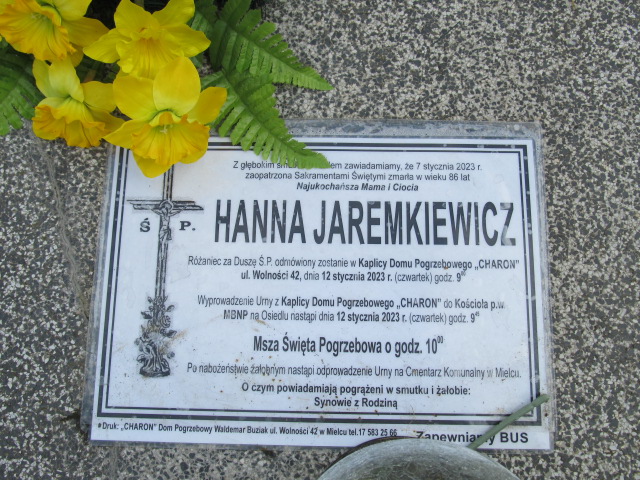 Z głębokim lem zawiadamiamy, że 7 stycznia 2023 r.
zaopatrzona Sakramentami Świętymi zmarła w wieku 86 lat
Najukochańsza Mama i Ciocia
Ś P.
HANNA JAREMKIEWICZ
Różaniec za Duszę Ś.P. odmówiony zostanie w Kaplicy Domu Pogrzebowego „CHARON"
ul. Wolności 42, dnia 12 stycznia 2023 r. (czwartek) godz. 9
Wyprowadzenie Urny z Kaplicy Domu Pogrzebowego "CHARON" do Kościoła p.w.
MBNP na Osiedlu nastąpi dnia 12 stycznia 2023 r. (czwartek) godz. 9⁴⁵
Msza Święta Pogrzebowa o godz. 10⁰⁰
Po nabożeństwie żałobnym nastąpi odprowadzenie Urny na Cmentarz Komunalny w Mielcu.
O czym powiadamiają pogrążeni w smutku i żałobie:
Synowie z Rodziną
Druk: „CHARON" Dom Pogrzebowy Waldemar Buziak ul. Wolności 42 w Mielcu tel.17 583 25 66 Zapewniamy BUS